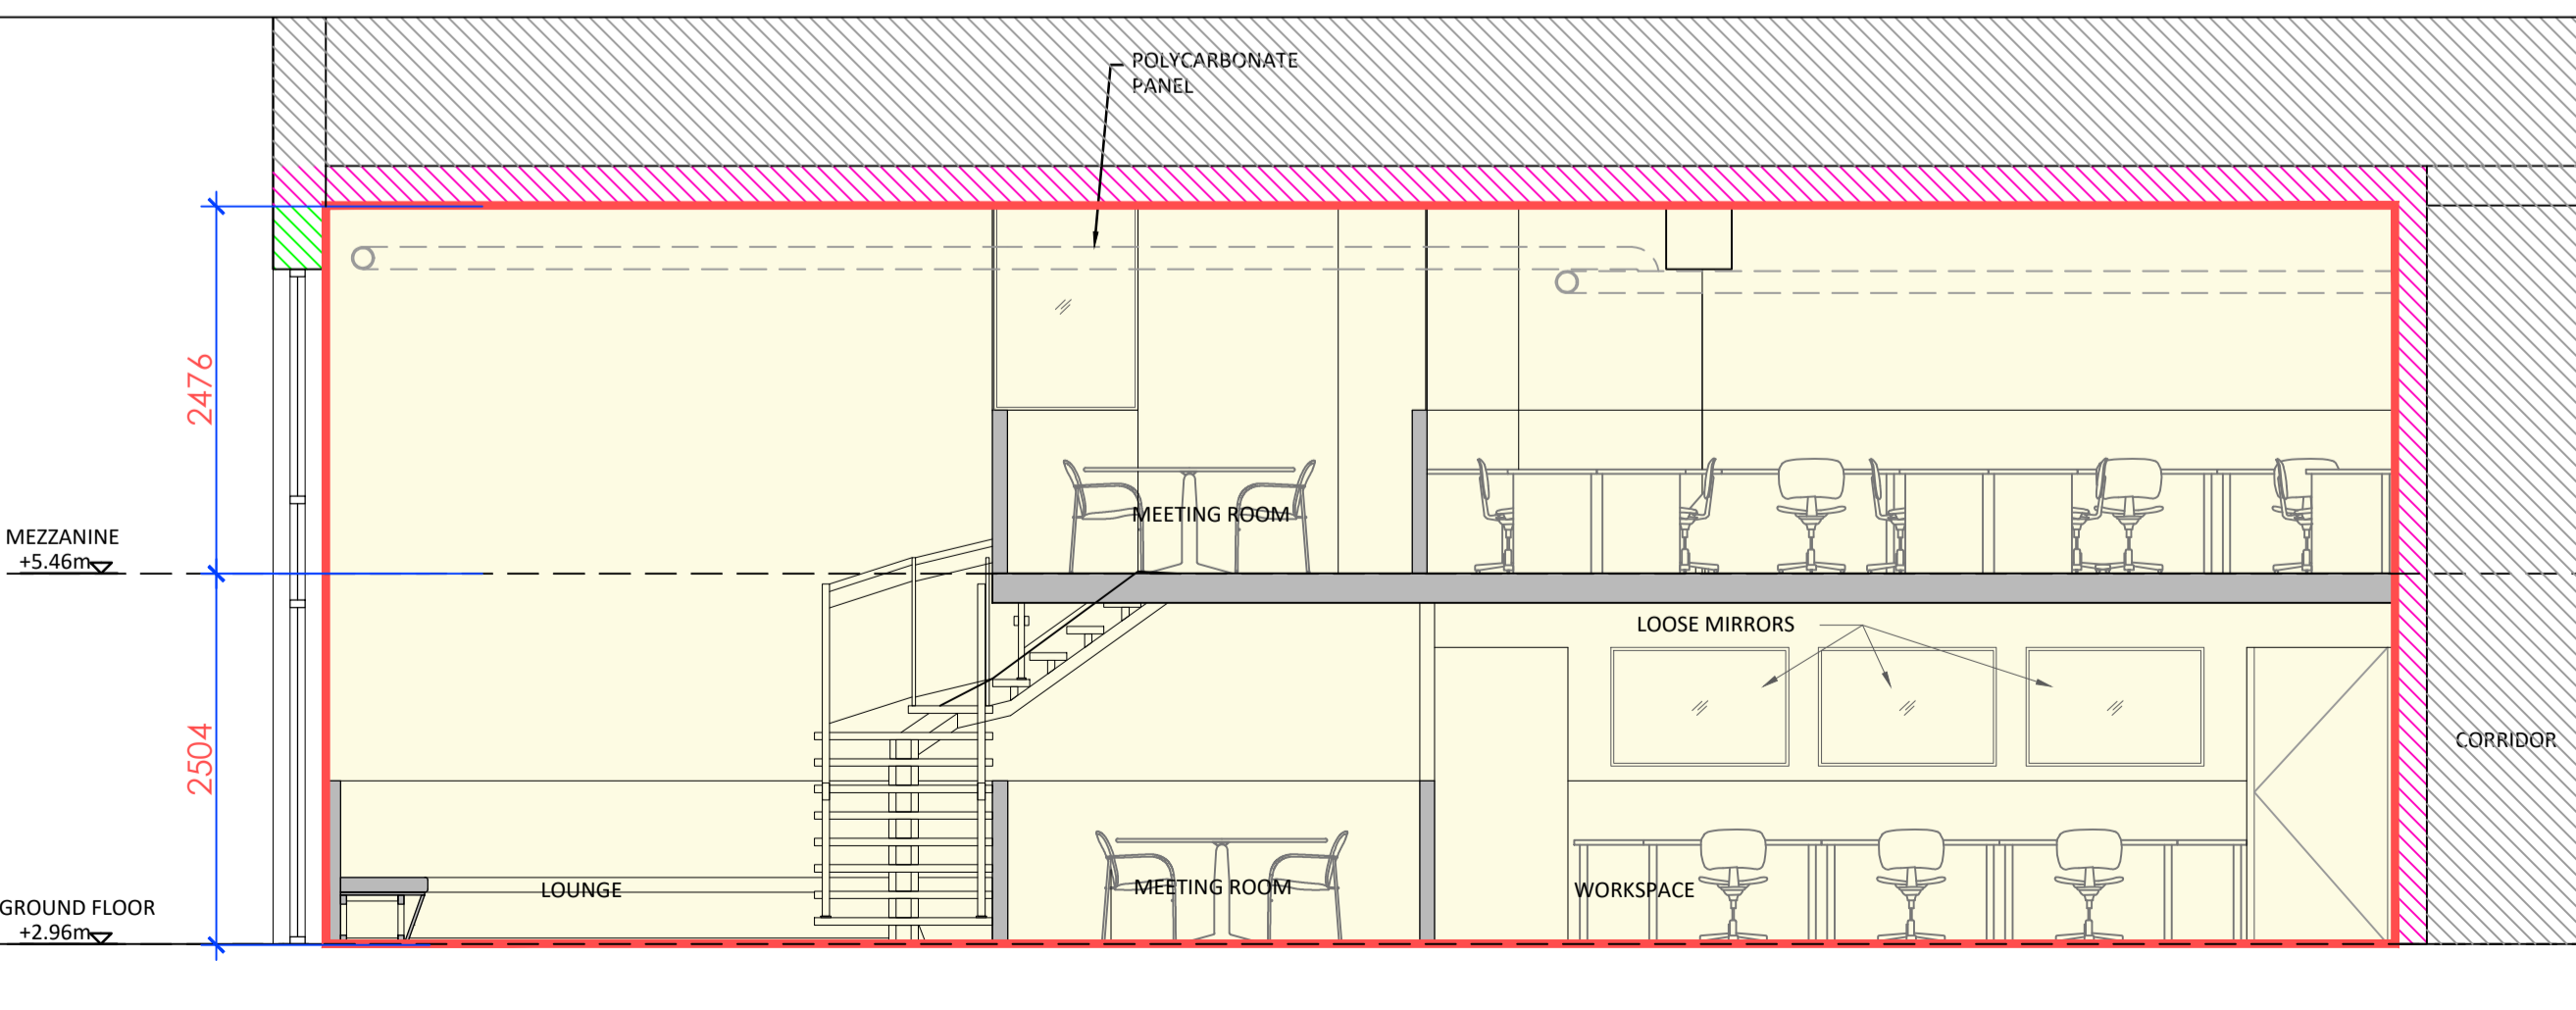 POLYCARBONATE
PANEL
2476
MEETING ROOM
MEZZANINE
+5.46m
LOOSE MIRRORS
CORRIDOR
2504
LOUNGE
MEETING ROOM
WORKSPACE
GROUND FLOOR
+2.96m